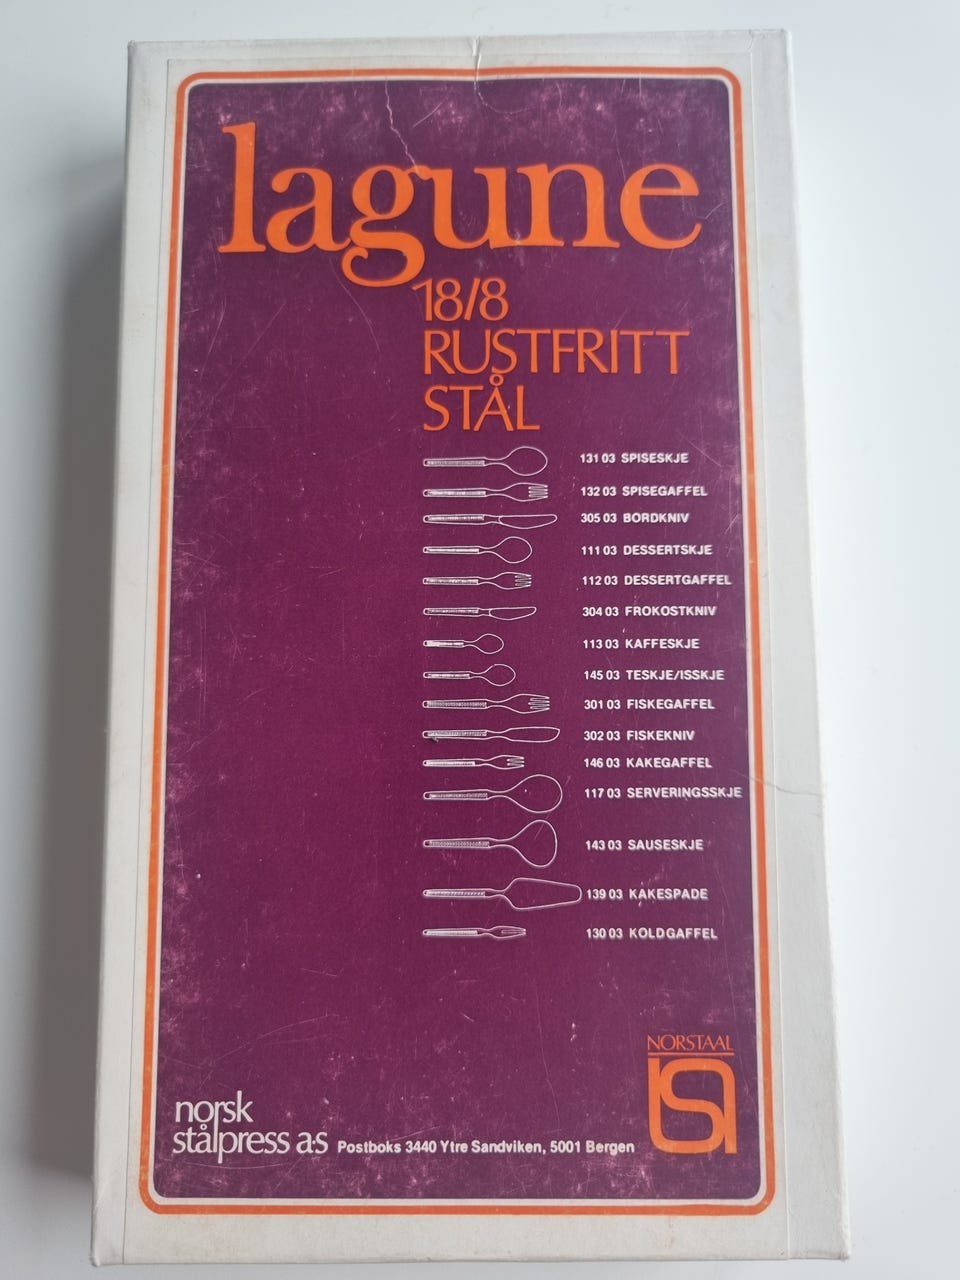 lagune
18/8
RUSTFRITT
STÅL
131 03 SPISESKJE
132 03 SPISEGAFFEL
305 03 BORDKNIV
111 03 DESSERTSKJE
112 03 DESSERTGAFFEL
304 03 FROKOSTKNIV
113 03 KAFFESKJE
145 03 TESKJE/ISSKJE
301 03 FISKEGAFFEL
302 03 FISKEKNIV
146 03 KAKEGAFFEL
117 03 SERVERINGSSKJE
143 03 SAUSESKJE
139 03 KAKESPADE
130 03 KOLDGAFFEL
NORSTAAL
norsk
stålpress a·s Postboks 3440 Ytre Sandviken, 5001 Bergen